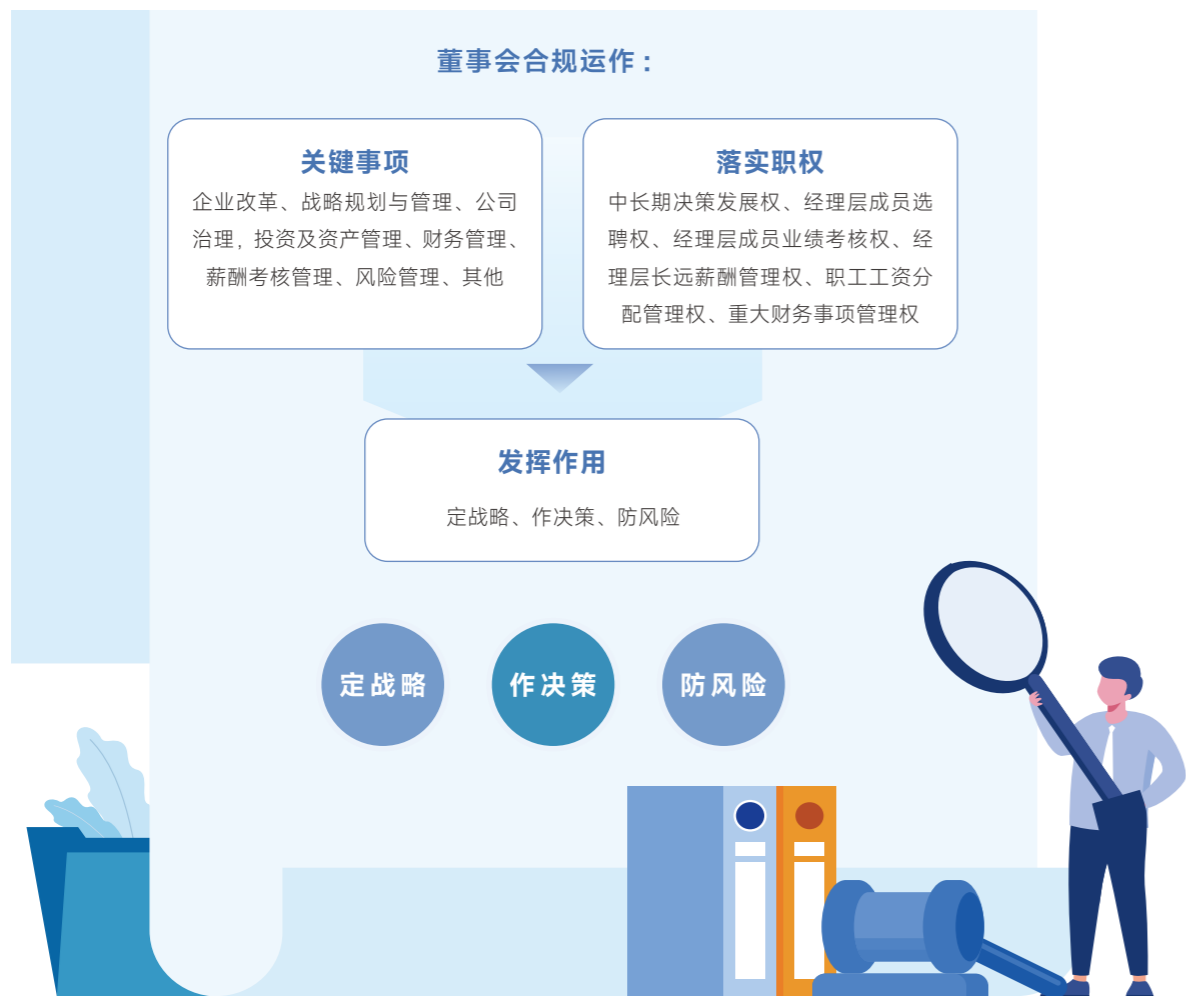 董事会合规运作：
关键事项
企业改革、战略规划与管理、公司
治理，投资及资产管理、财务管理、
薪酬考核管理、风险管理、其他
落实职权
中长期决策发展权、经理层成员选
聘权、经理层成员业绩考核权、经
理层长远薪酬管理权、职工工资分
配管理权、重大财务事项管理权
发挥作用
定战略、作决策、防风险
定战略
作决策
防风险